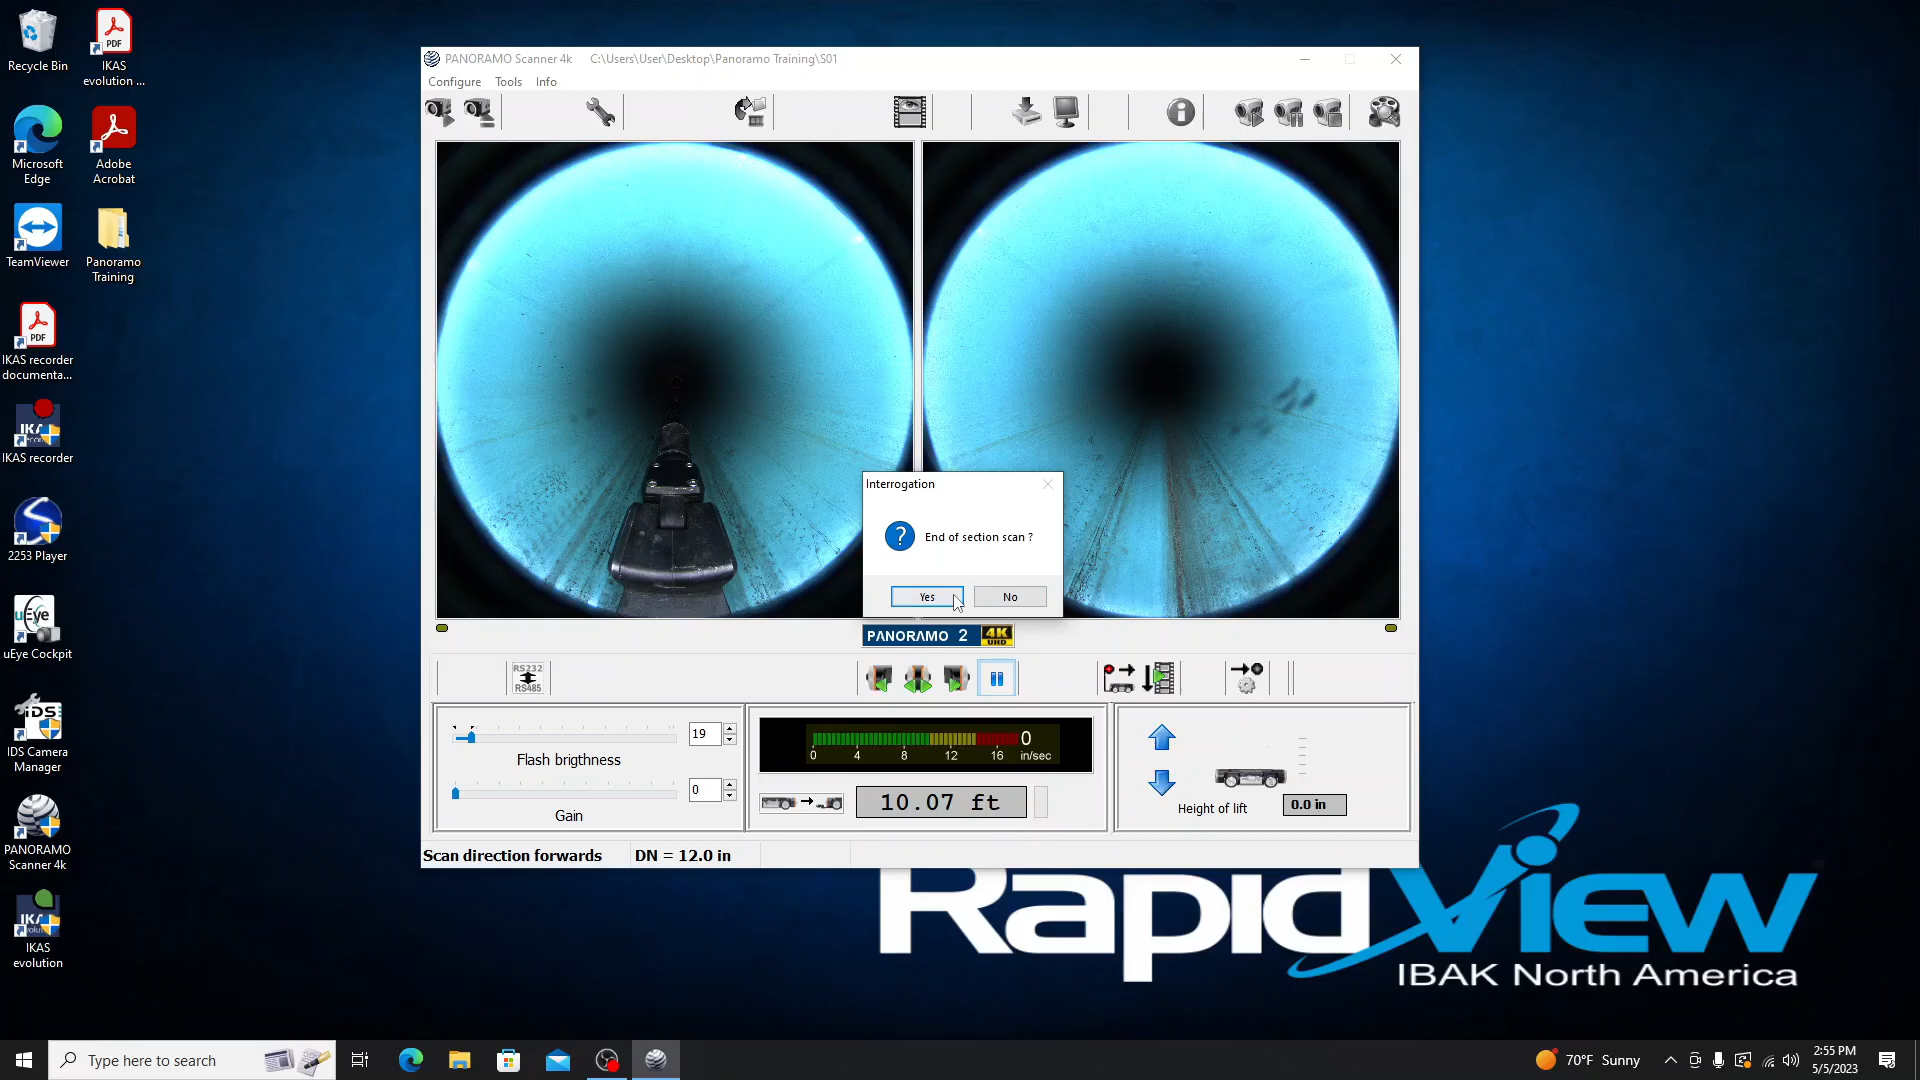 Recycle Bin
IKAS
evolution ...
Microsoft
Edge
Adobe
Acrobat
TeamViewer
Panoramo
Training
IKAS recorder
documenta...
IKAS recorder
2253 Player
uEye
uEye Cockpit
iDS
IDS Camera
Manager
PANORAMO
Scanner 4k
IKAS
evolution
PANORAMO Scanner 4k C:\Users\User\Desktop\Panoramo Training\S01
Configure Tools Info
Interrogation
End of section scan ?
Yes No
PANORAMO 2 4K UHD
RS232
RS485
19
Flash brigthness
0
Gain
0
0 4 8 12 16 in/sec
10.07 ft
Height of lift 0.0 in
Scan direction forwards DN = 12.0 in
RapidView
IBAK North America
Type here to search
70°F Sunny
2:55 PM
5/5/2023